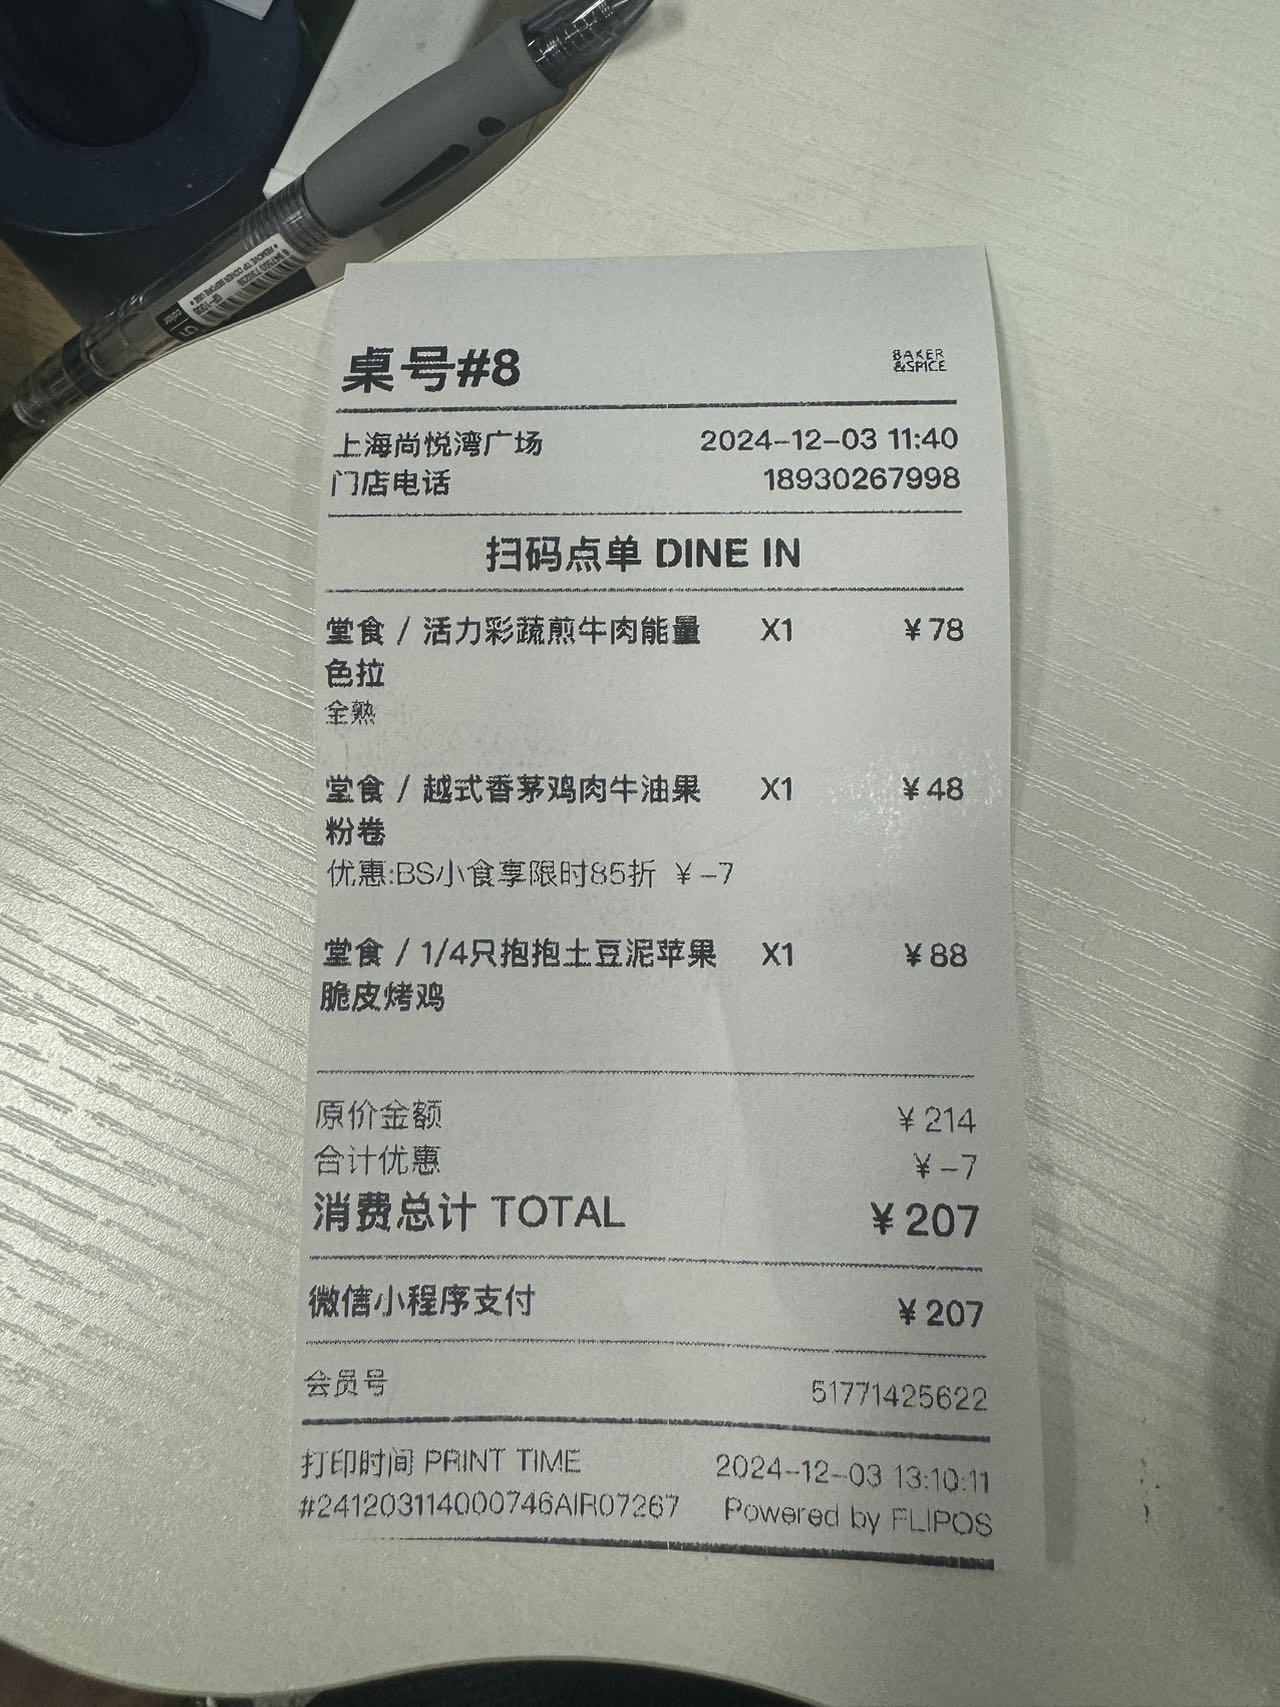 桌号#8
BAKER
&SPICE
上海尚悦湾广场 2024-12-03 11:40
门店电话 18930267998
扫码点单 DINE IN
堂食 / 活力彩蔬煎牛肉能量 X1 ¥78
色拉
全熟
堂食 / 越式香茅鸡肉牛油果 X1 ¥48
粉卷
优惠:BS小食享限时85折 ¥-7
堂食 / 1/4只抱抱土豆泥苹果 X1 ¥88
脆皮烤鸡
原价金额 ¥214
合计优惠 ¥-7
消费总计 TOTAL ¥207
微信小程序支付 ¥207
会员号 51771425622
打印时间 PRINT TIME 2024-12-03 13:10:11
#241203114000746AIR07267 Powered by FLIPOS